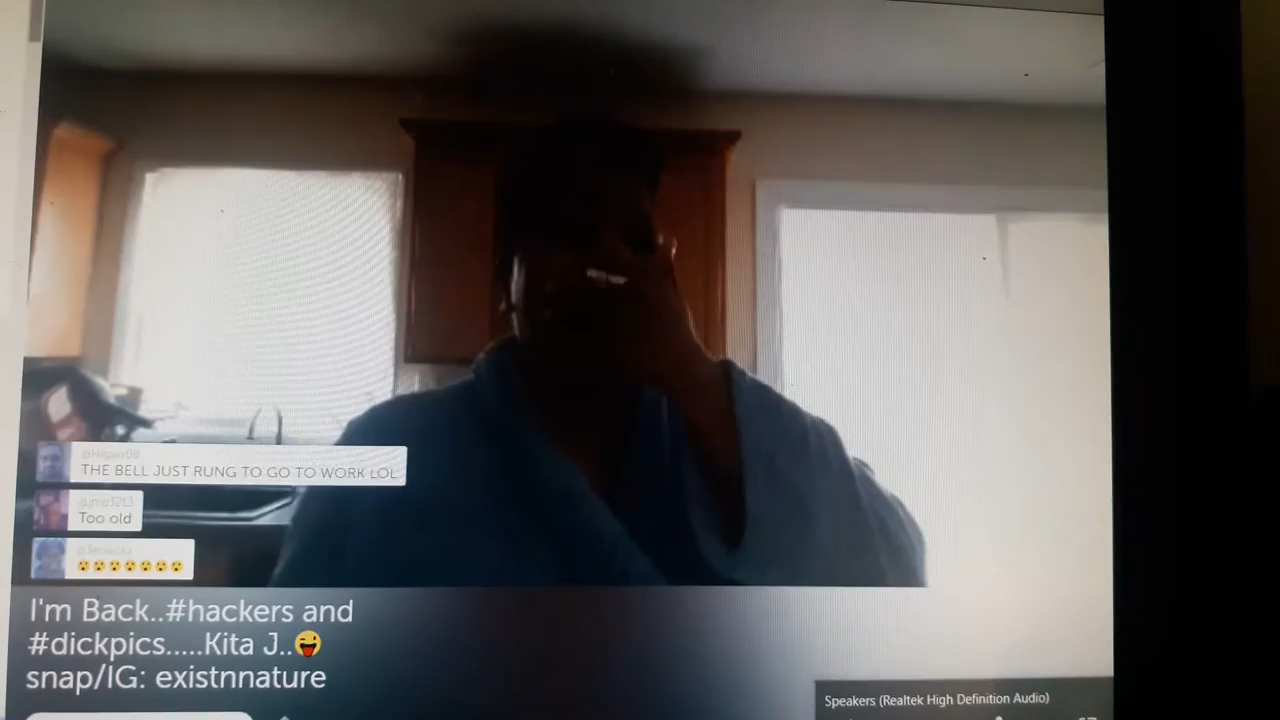 THE BELL JUST RUNG TO GO TO WORK LOL
Too old
I'm Back..#hackers and
#dickpics.....Kita J..😜
snap/IG: existnnature
Speakers (Realtek High Definition Audio)